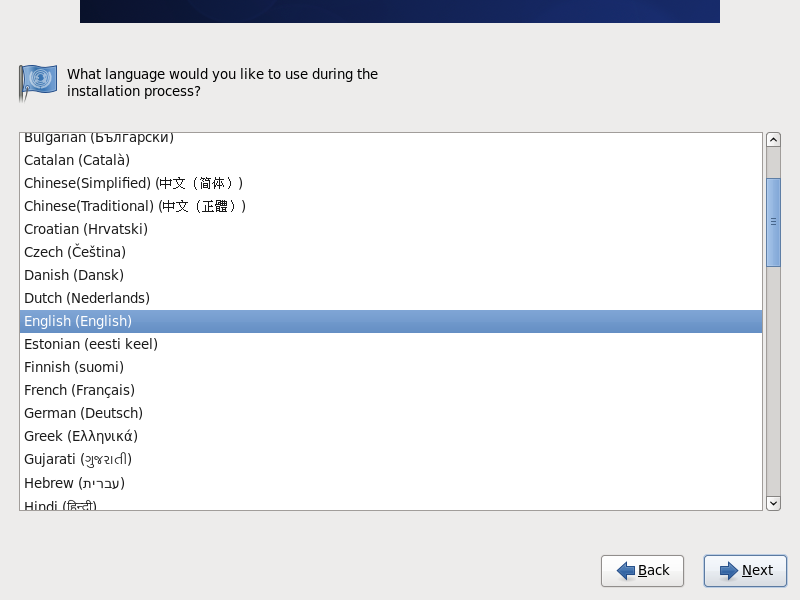 What language would you like to use during the
installation process?
Bulgarian (Български)
Catalan (Català)
Chinese(Simplified) (中文（简体）)
Chinese(Traditional) (中文（正體）)
Croatian (Hrvatski)
Czech (Čeština)
Danish (Dansk)
Dutch (Nederlands)
English (English)
Estonian (eesti keel)
Finnish (suomi)
French (Français)
German (Deutsch)
Greek (Ελληνικά)
Gujarati (ગુજરાતી)
Hebrew (עברית)
Hindi (हिन्दी)
Back
Next